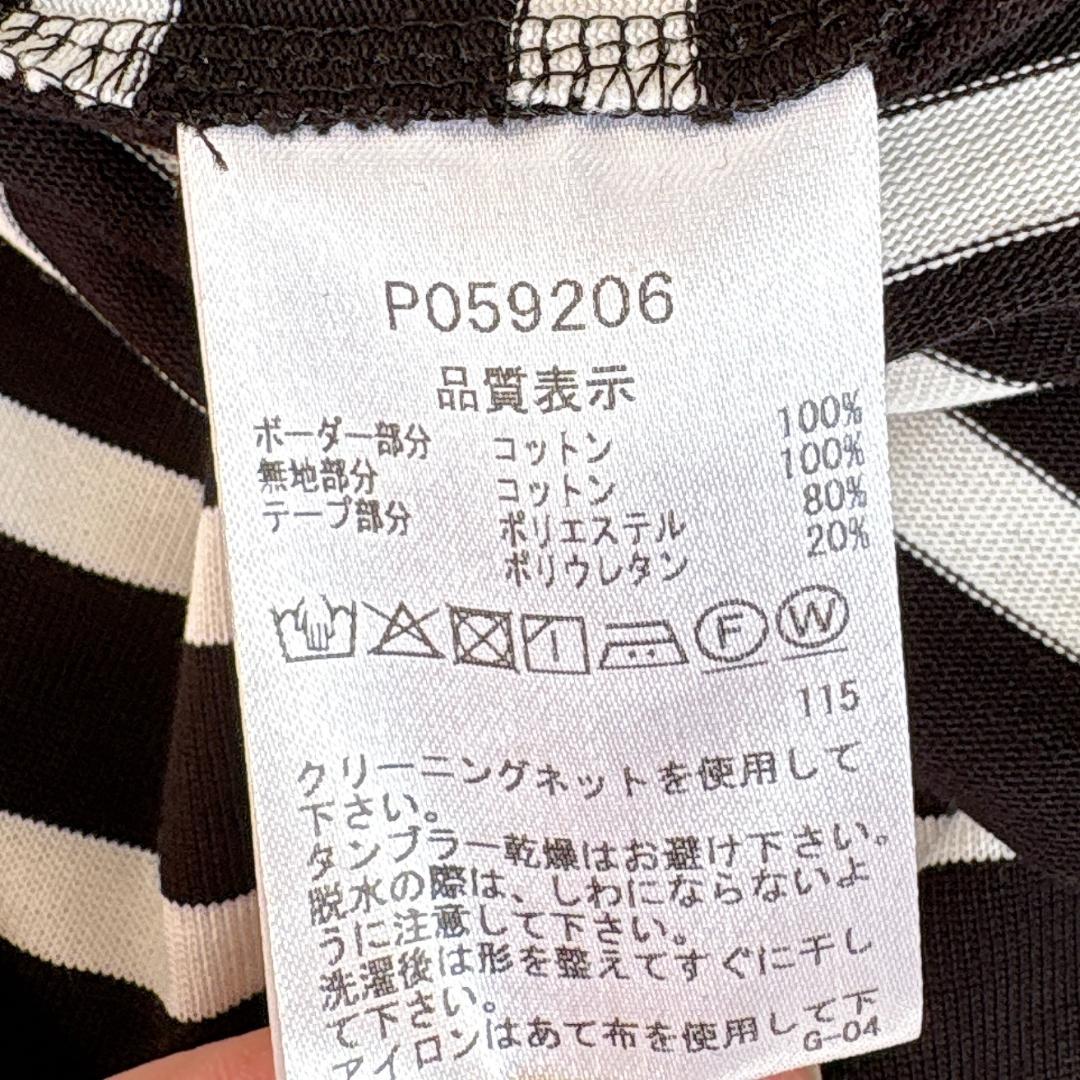 P059206
品質表示
ボーダー部分 コットン 100%
無地部分 コットン 100%
テープ部分 ポリエステル 80%
ポリウレタン 20%
F W
115
クリーニングネットを使用して
下さい。
タンブラー乾燥はお避け下さい。
脱水の際は、しわにならないよ
うに注意して下さい。
洗濯後は形を整えてすぐに干し
て下さい。
アイロンはあて布を使用して下
G-04